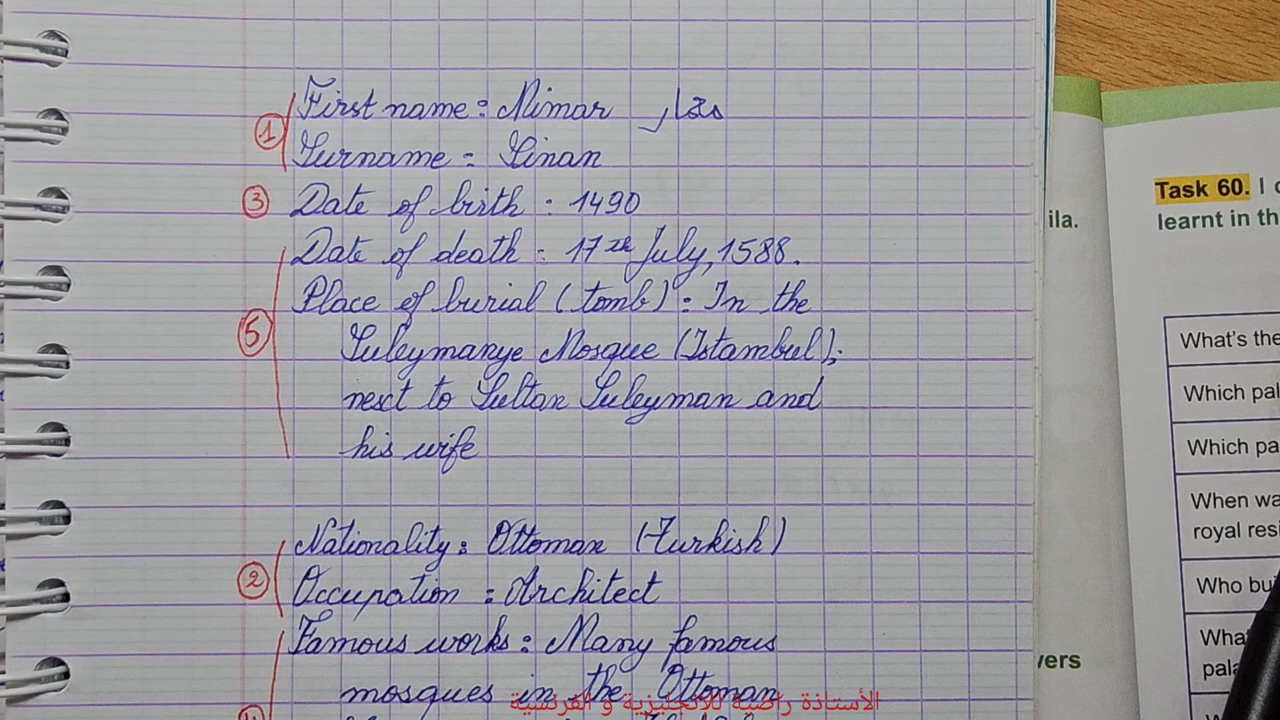 First name : Mimar معمار
① Surname = Sinan
③ Date of birth : 1490
Date of death : 17th July, 1588.
Place of burial (tomb) : In the
⑤ Suleymanye Mosque (Istambul);
next to Sultan Suleyman and
his wife
Nationality : Ottoman (Turkish)
② Occupation : Architect
Famous works : Many famous
mosques in the Ottoman
الأستاذة راضية للانجليزية و الفرنسية
ila.
Task 60. I
learnt in th
What's the
Which pal
Which pa
When wa
royal resi
Who bu
What
pala
vers